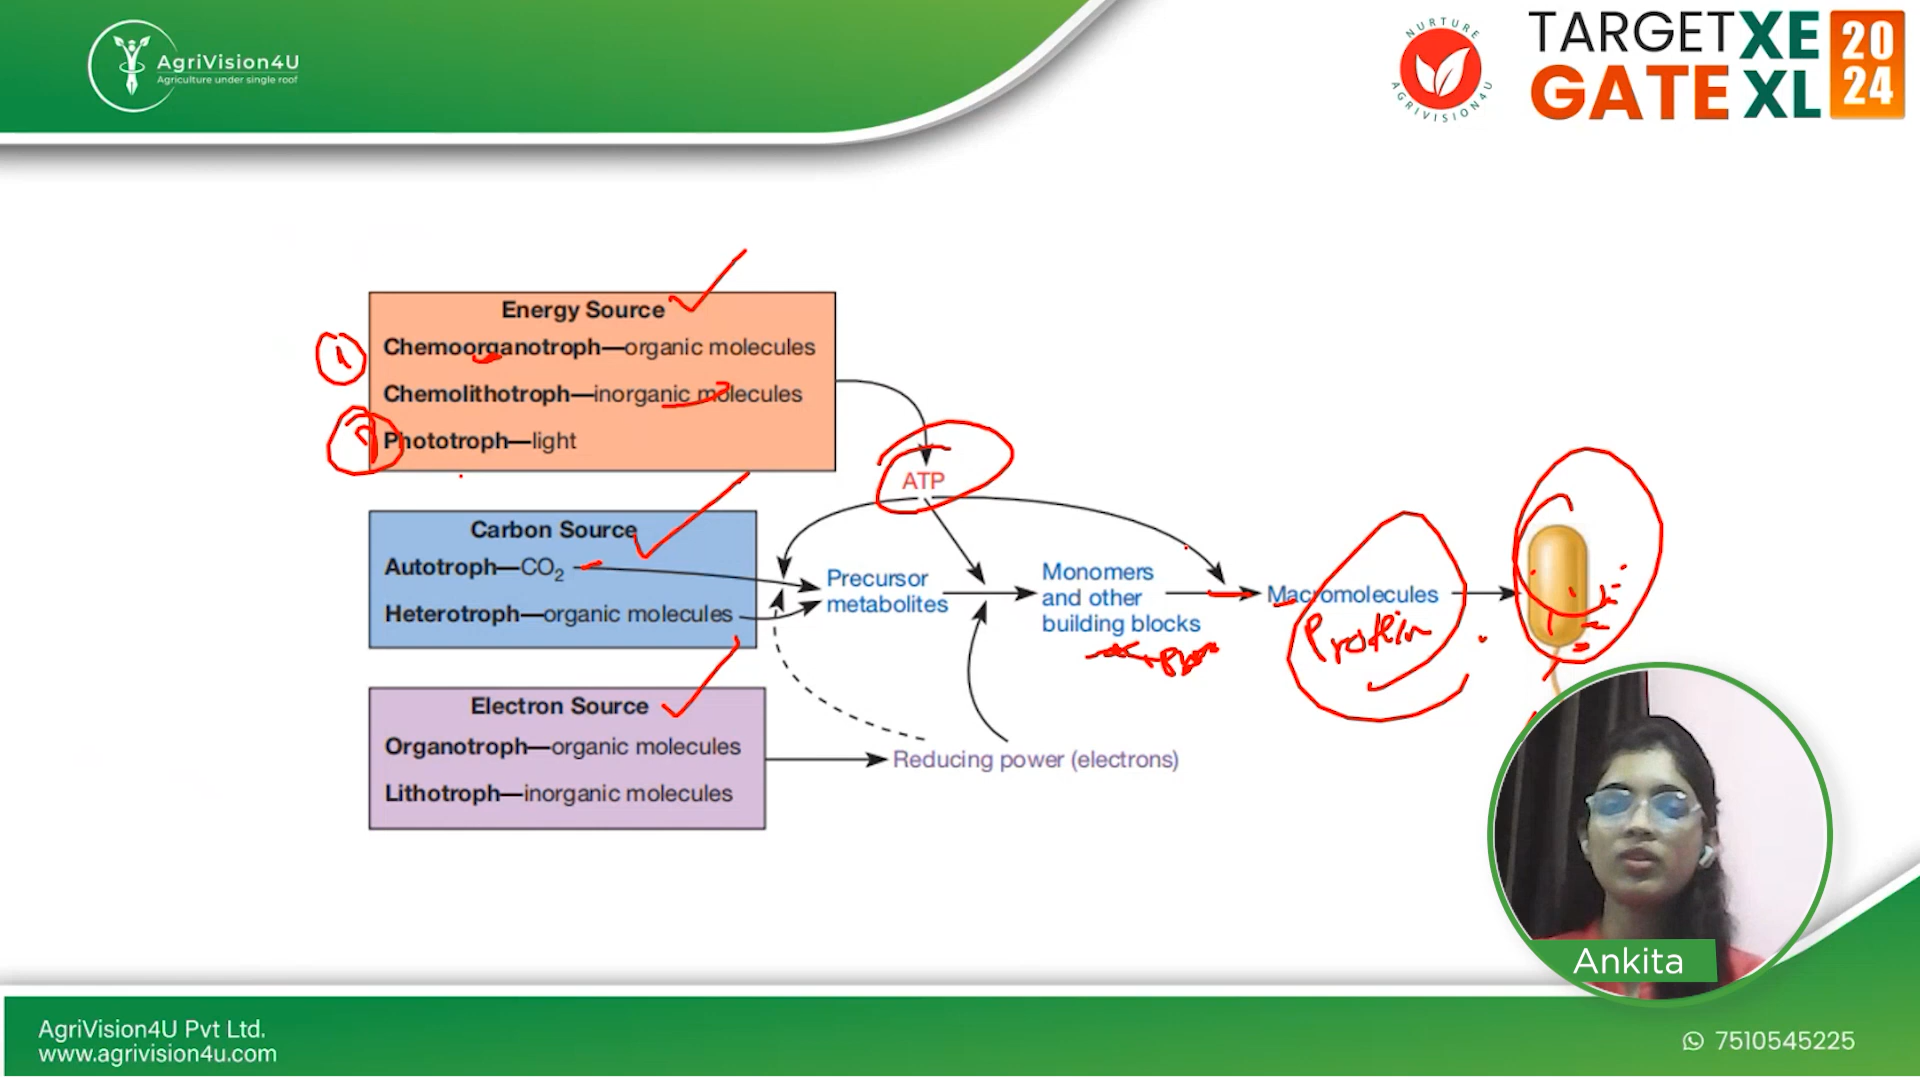 AgriVision4U
Agriculture under single roof
NURTURE
AGRIVISION4U
TARGET XE 20
GATE XL 24
Energy Source
Chemoorganotroph—organic molecules
1
Chemolithotroph—inorganic molecules
Phototroph—light
ATP
Carbon Source
Autotroph—CO₂
Heterotroph—organic molecules
Precursor
metabolites
Monomers
and other
building blocks
Macromolecules
Protein
Electron Source
Organotroph—organic molecules
Lithotroph—inorganic molecules
Reducing power (electrons)
Ankita
AgriVision4U Pvt Ltd.
www.agrivision4u.com
7510545225